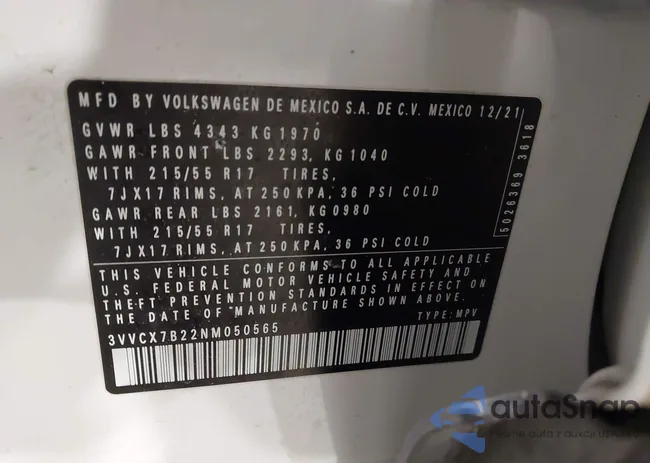 MFD BY VOLKSWAGEN DE MEXICO S.A. DE C.V. MEXICO 12/21
GVWR LBS 4343 KG 1970
GAWR FRONT LBS 2293, KG 1040
WITH 215/55 R17 TIRES,
7JX17 RIMS, AT 250 KPA, 36 PSI COLD
GAWR REAR LBS 2161, KG 0980
WITH 215/55 R17 TIRES,
7JX17 RIMS, AT 250 KPA, 36 PSI COLD
THIS VEHICLE CONFORMS TO ALL APPLICABLE
U.S. FEDERAL MOTOR VEHICLE SAFETY AND
THEFT PREVENTION STANDARDS IN EFFECT ON
THE DATE OF MANUFACTURE SHOWN ABOVE.
3VVCX7B22NM050565 TYPE: MPV
5026369 3618
autoSnap
Pewne auta z aukcji